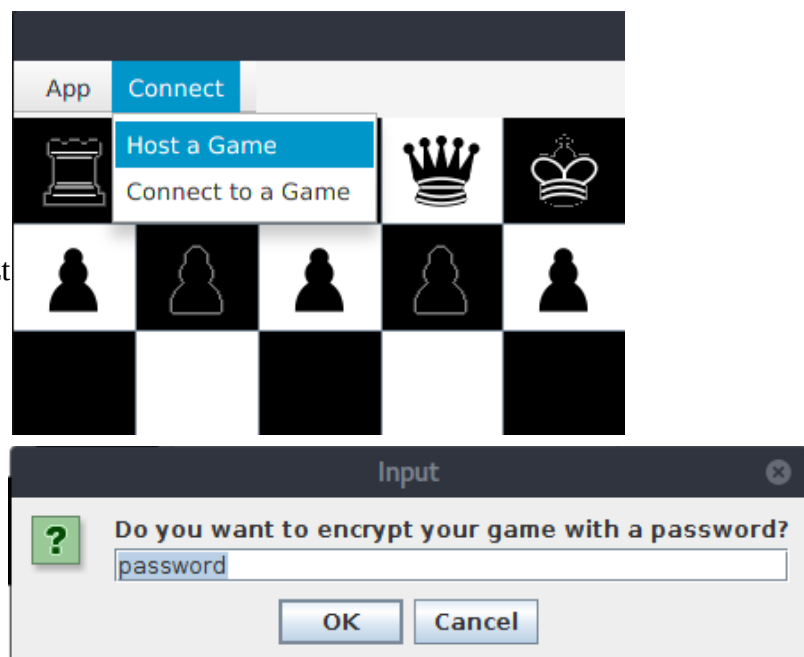 App Connect
Host a Game
Connect to a Game
t
Input
Do you want to encrypt your game with a password?
password
OK Cancel